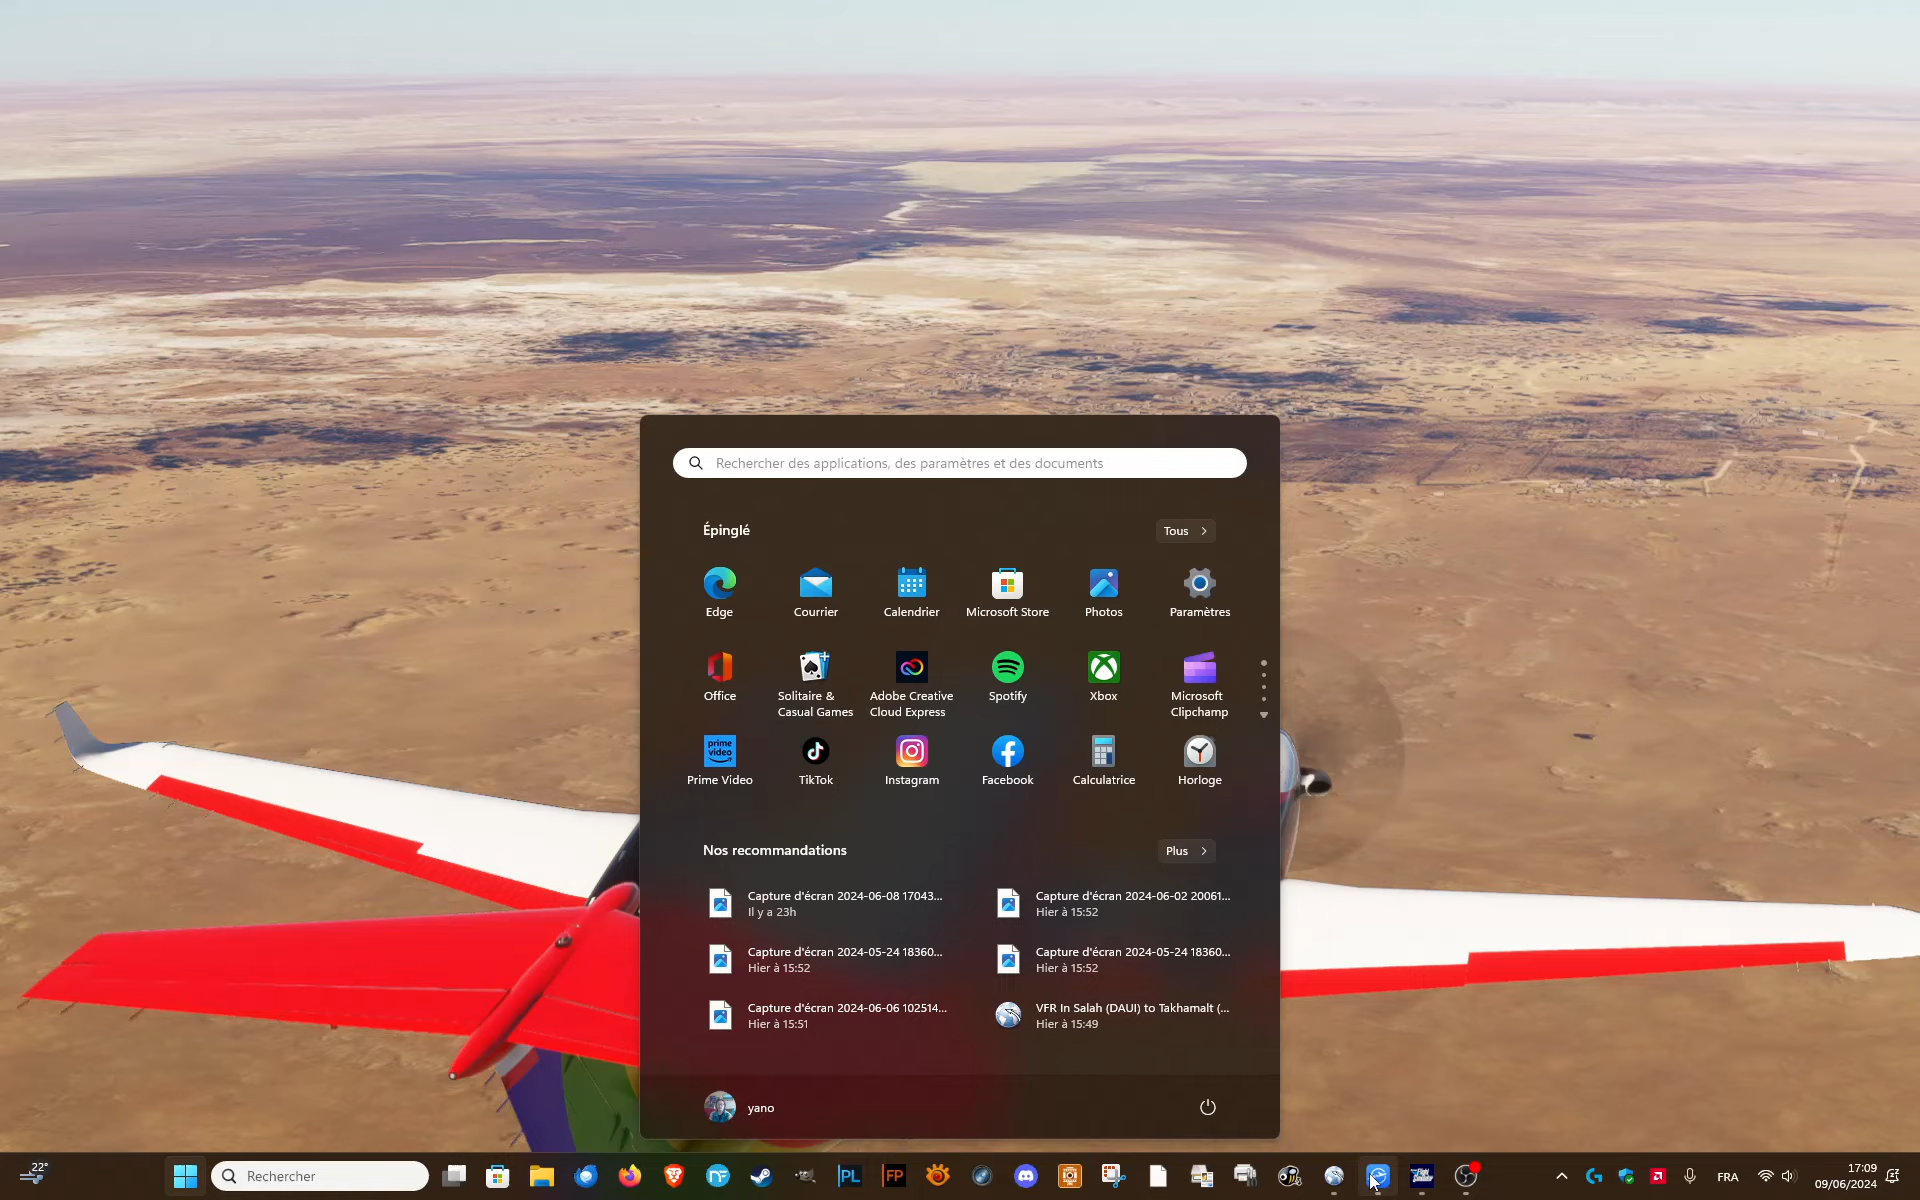 Rechercher des applications, des paramètres et des documents
Épinglé
Tous
Edge
Courrier
Calendrier
Microsoft Store
Photos
Paramètres
Office
Solitaire &
Casual Games
Adobe Creative
Cloud Express
Spotify
Xbox
Microsoft
Clipchamp
prime
video
Prime Video
TikTok
Instagram
Facebook
Calculatrice
Horloge
Nos recommandations
Plus
Capture d'écran 2024-06-08 17043...
Il y a 23h
Capture d'écran 2024-06-02 20061...
Hier à 15:52
Capture d'écran 2024-05-24 18360...
Hier à 15:52
Capture d'écran 2024-05-24 18360...
Hier à 15:52
Capture d'écran 2024-06-06 102514...
Hier à 15:51
VFR In Salah (DAUI) to Takhamalt (...
Hier à 15:49
yano
22°
Rechercher
PL
FP
FRA
17:09
09/06/2024